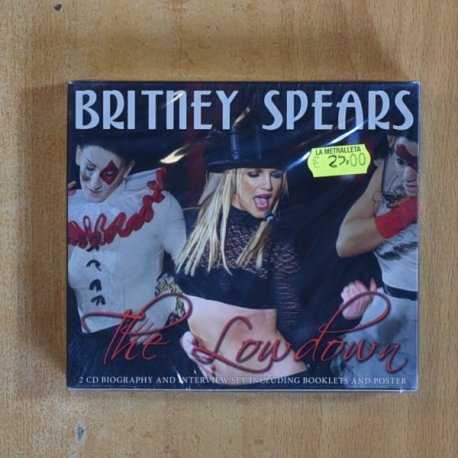 BRITNEY SPEARS
LA METRALLETA
€ 25,00
The Lowdown
2 CD BIOGRAPHY AND INTERVIEW SET INCLUDING BOOKLETS AND POSTER